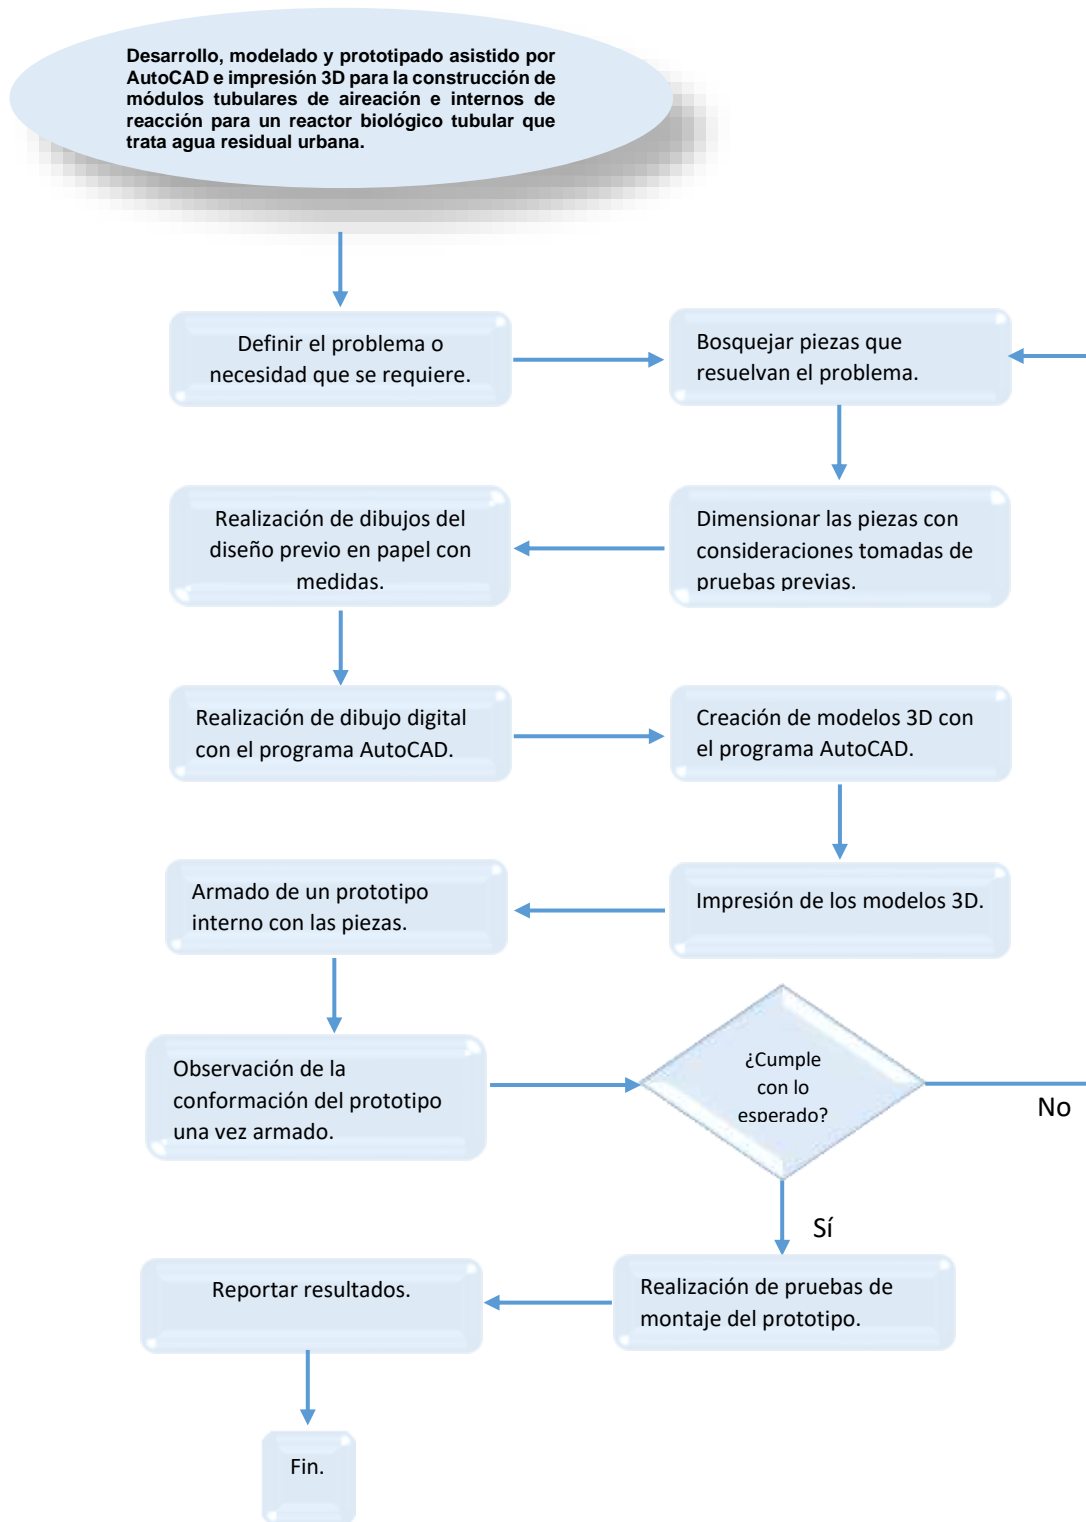 Desarrollo, modelado y prototipado asistido por
AutoCAD e impresión 3D para la construcción de
módulos tubulares de aireación e internos de
reacción para un reactor biológico tubular que
trata agua residual urbana.
Definir el problema o
necesidad que se requiere.
Bosquejar piezas que
resuelvan el problema.
Dimensionar las piezas con
consideraciones tomadas de
pruebas previas.
Realización de dibujos del
diseño previo en papel con
medidas.
Realización de dibujo digital
con el programa AutoCAD.
Creación de modelos 3D con
el programa AutoCAD.
Impresión de los modelos 3D.
Armado de un prototipo
interno con las piezas.
Observación de la
conformación del prototipo
una vez armado.
¿Cumple
con lo
esperado?
No
Sí
Realización de pruebas de
montaje del prototipo.
Reportar resultados.
Fin.